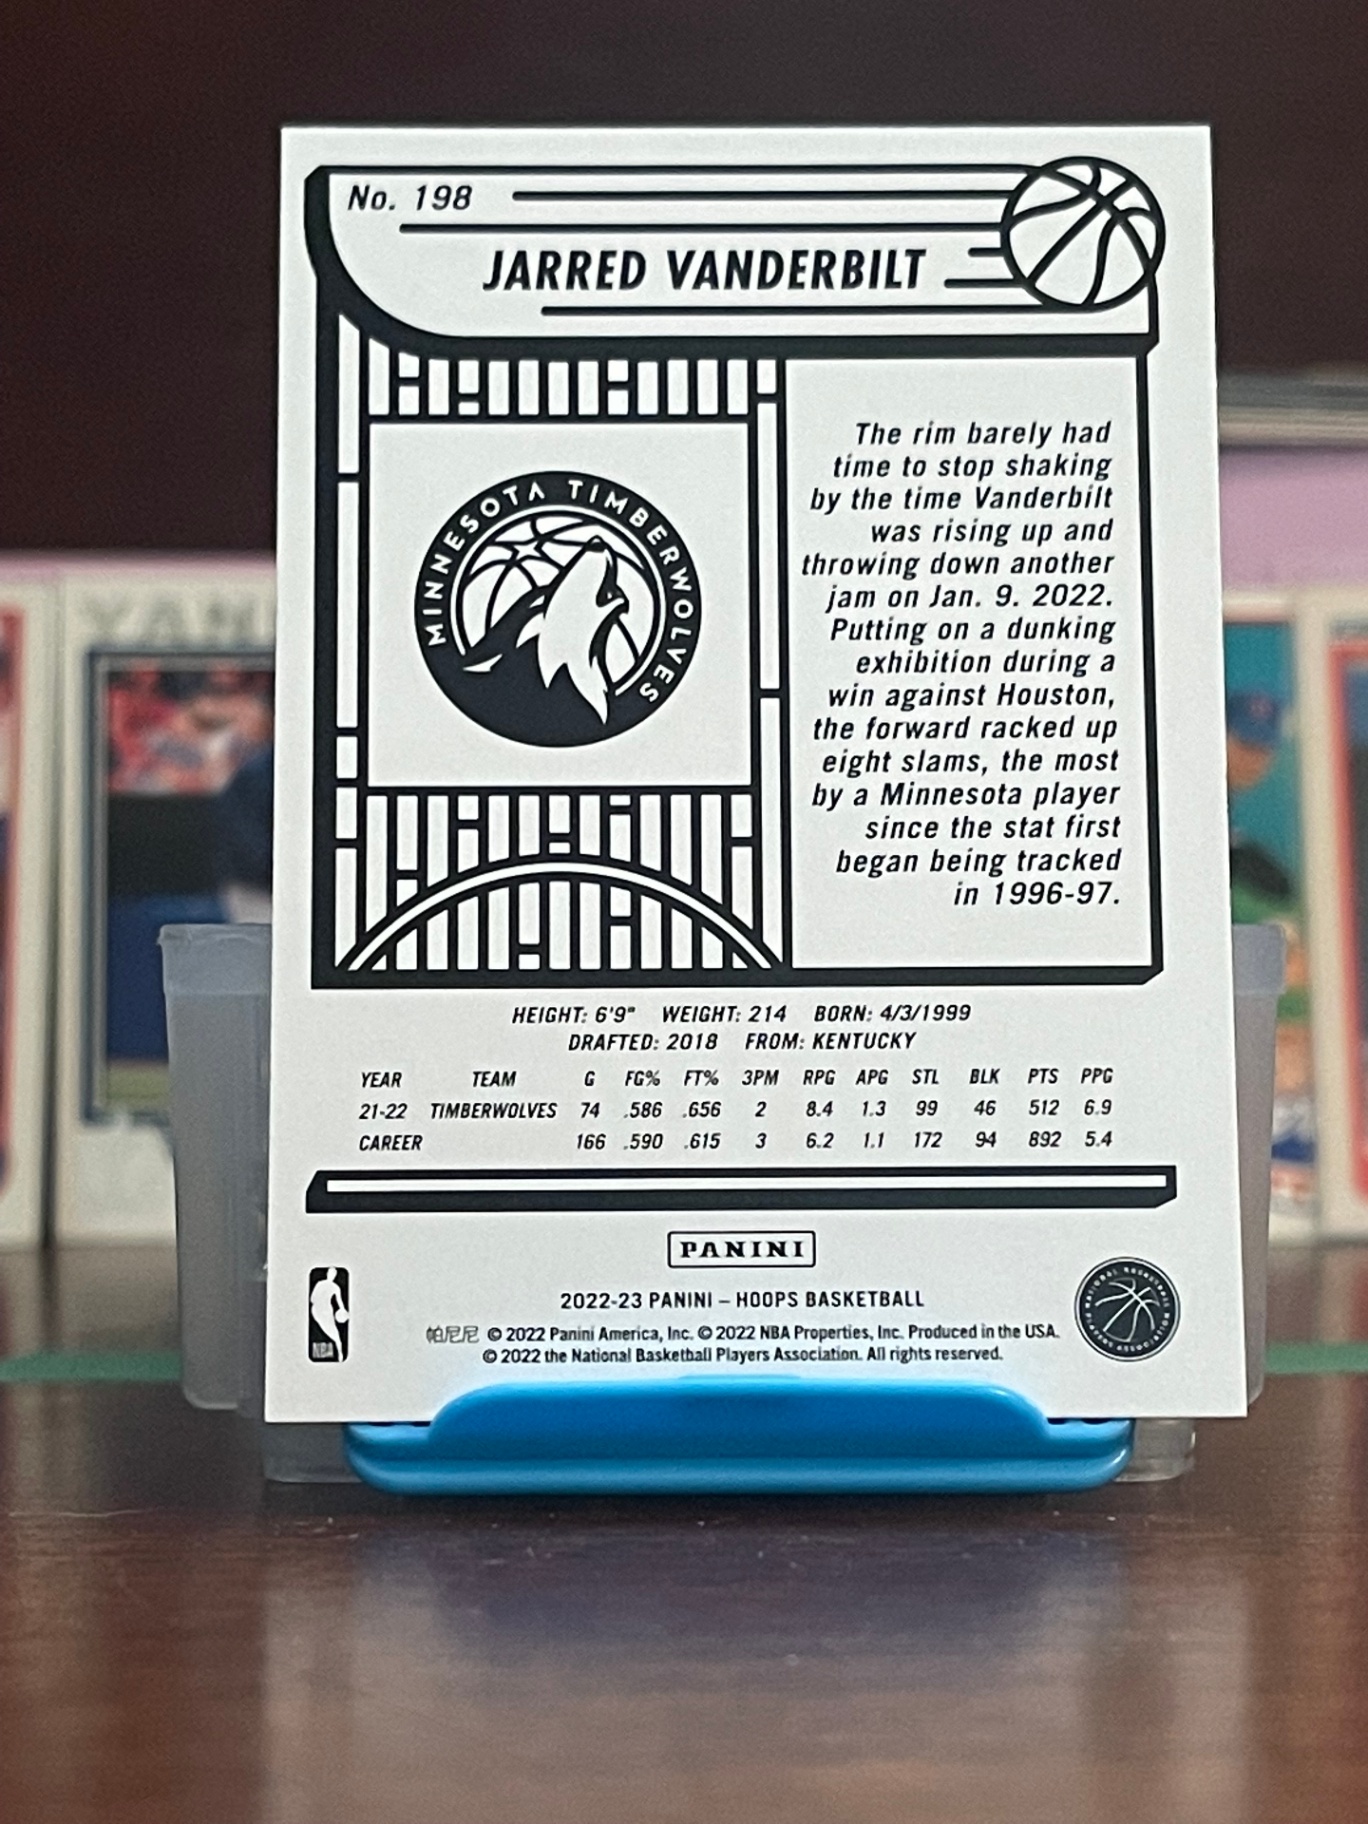 No. 198
JARRED VANDERBILT
MINNESOTA TIMBERWOLVES
The rim barely had
time to stop shaking
by the time Vanderbilt
was rising up and
throwing down another
jam on Jan. 9. 2022.
Putting on a dunking
exhibition during a
win against Houston,
the forward racked up
eight slams, the most
by a Minnesota player
since the stat first
began being tracked
in 1996-97.
HEIGHT: 6'9" WEIGHT: 214 BORN: 4/3/1999
DRAFTED: 2018 FROM: KENTUCKY
YEAR TEAM G FG% FT% 3PM RPG APG STL BLK PTS PPG
21-22 TIMBERWOLVES 74 .586 .656 2 8.4 1.3 99 46 512 6.9
CAREER 166 .590 .615 3 6.2 1.1 172 94 892 5.4
PANINI
2022-23 PANINI – HOOPS BASKETBALL
帕尼尼 © 2022 Panini America, Inc. © 2022 NBA Properties, Inc. Produced in the USA.
© 2022 the National Basketball Players Association. All rights reserved.
NBA
NATIONAL BASKETBALL PLAYERS ASSOCIATION